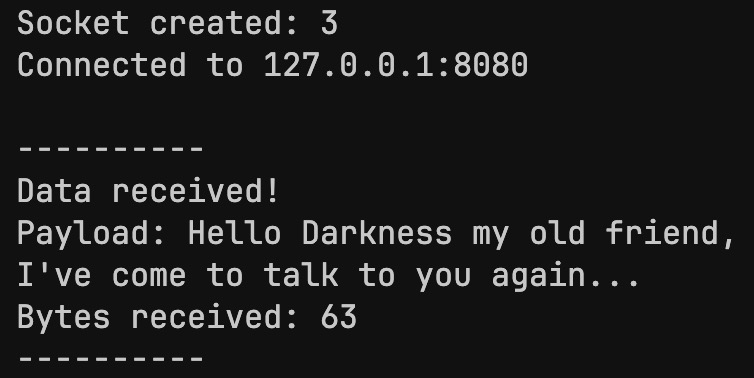 Socket created: 3
Connected to 127.0.0.1:8080
----------
Data received!
Payload: Hello Darkness my old friend,
I've come to talk to you again...
Bytes received: 63
----------